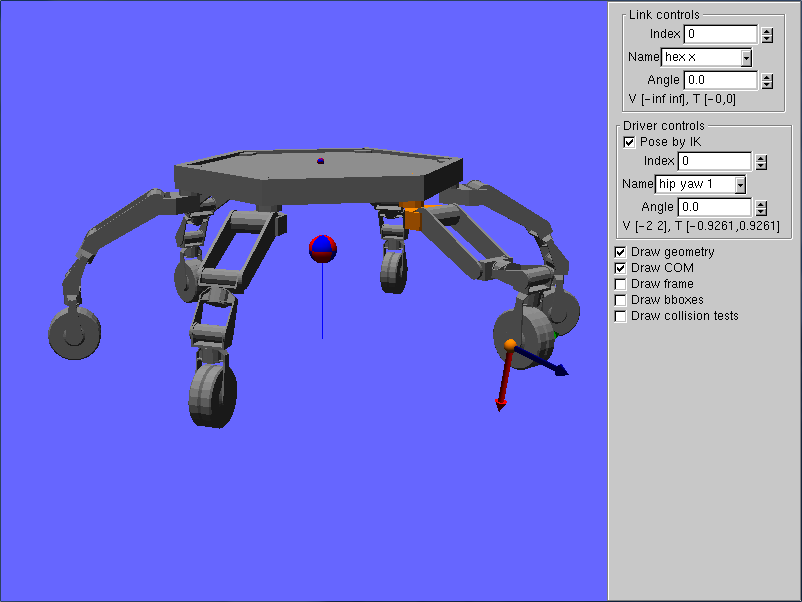 Link controls
Index 0
Name hex x
Angle 0.0
V [-inf inf], T [-0,0]
Driver controls
Pose by IK
Index 0
Name hip yaw 1
Angle 0.0
V [-2 2], T [-0.9261,0.9261]
Draw geometry
Draw COM
Draw frame
Draw bboxes
Draw collision tests